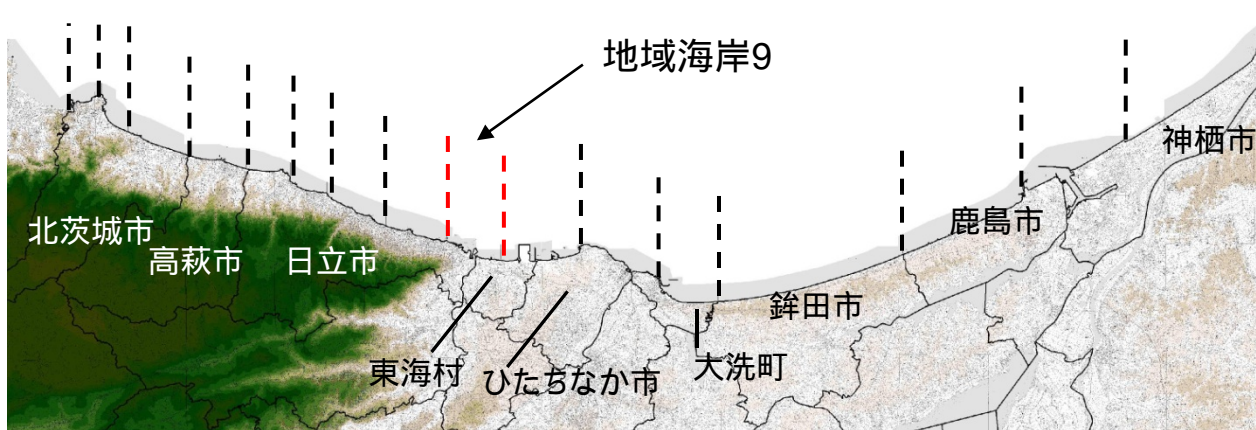 地域海岸9
神栖市
北茨城市
高萩市
日立市
鹿島市
鉾田市
東海村
ひたちなか市
大洗町